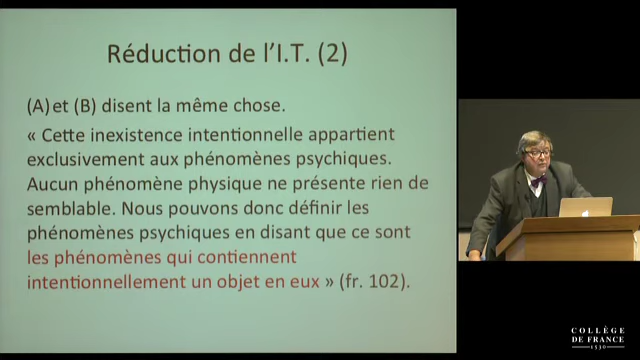 Réduction de l'I.T. (2)
(A) et (B) disent la même chose.
« Cette inexistence intentionnelle appartient
exclusivement aux phénomènes psychiques.
Aucun phénomène physique ne présente rien de
semblable. Nous pouvons donc définir les
phénomènes psychiques en disant que ce sont
les phénomènes qui contiennent
intentionnellement un objet en eux » (fr. 102).
COLLÈGE
DE FRANCE
1530